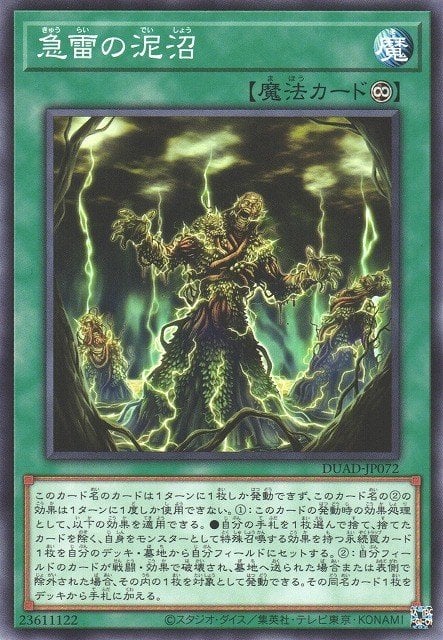 急雷の泥沼
魔
【魔法カード】
DUAD-JP072
このカード名のカードは1ターンに1枚しか発動できず、このカード名の②の
効果は1ターンに1度しか使用できない。①:このカードの発動時の効果処理
として、以下の効果を適用できる。●自分の手札を1枚選んで捨て、捨てた
カードを除く、自身をモンスターとして特殊召喚する効果を持つ永続罠カード
1枚を自分のデッキ・墓地から自分フィールドにセットする。②:自分フィー
ルドのカードが戦闘・効果で破壊され、墓地へ送られた場合または表側で
除外された場合、その内の1枚を対象として発動できる。その同名カード1枚を
デッキから手札に加える。
23611122
©スタジオ・ダイス/集英社・テレビ東京・KONAMI